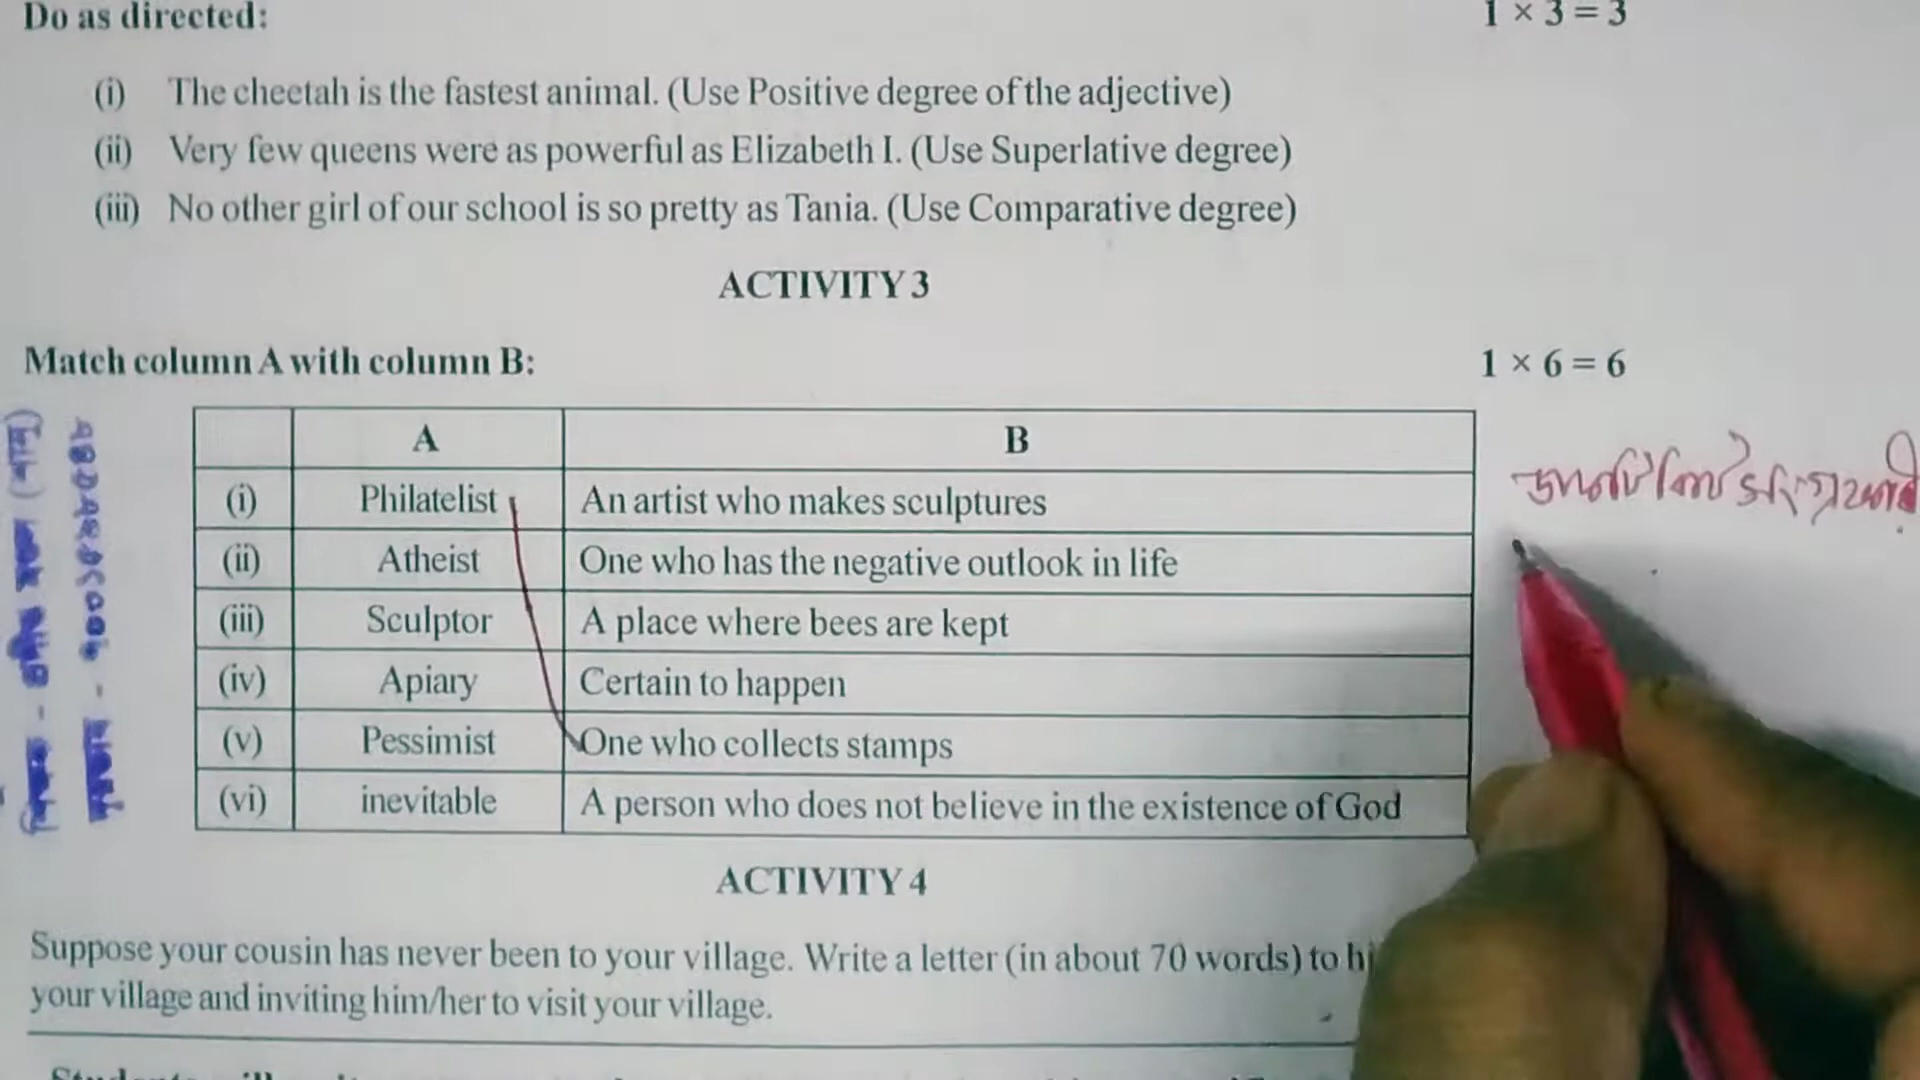 Do as directed:
1 × 3 = 3
(i) The cheetah is the fastest animal. (Use Positive degree of the adjective)
(ii) Very few queens were as powerful as Elizabeth I. (Use Superlative degree)
(iii) No other girl of our school is so pretty as Tania. (Use Comparative degree)
ACTIVITY 3
Match column A with column B:
1 × 6 = 6
A B
(i) Philatelist An artist who makes sculptures
(ii) Atheist One who has the negative outlook in life
(iii) Sculptor A place where bees are kept
(iv) Apiary Certain to happen
(v) Pessimist One who collects stamps
(vi) inevitable A person who does not believe in the existence of God
ACTIVITY 4
Suppose your cousin has never been to your village. Write a letter (in about 70 words) to
your village and inviting him/her to visit your village.